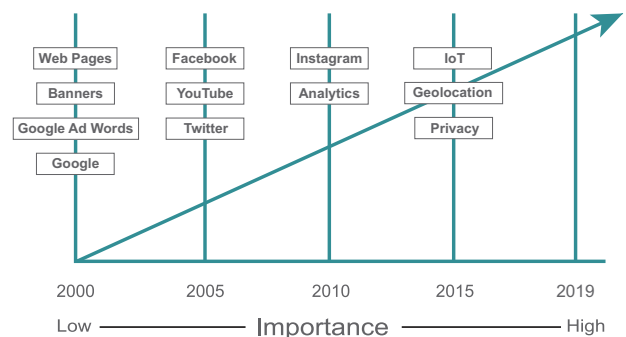 Web Pages
Facebook
Instagram
IoT
Banners
YouTube
Analytics
Geolocation
Google Ad Words
Twitter
Privacy
Google
2000
2005
2010
2015
2019
Low
Importance
High